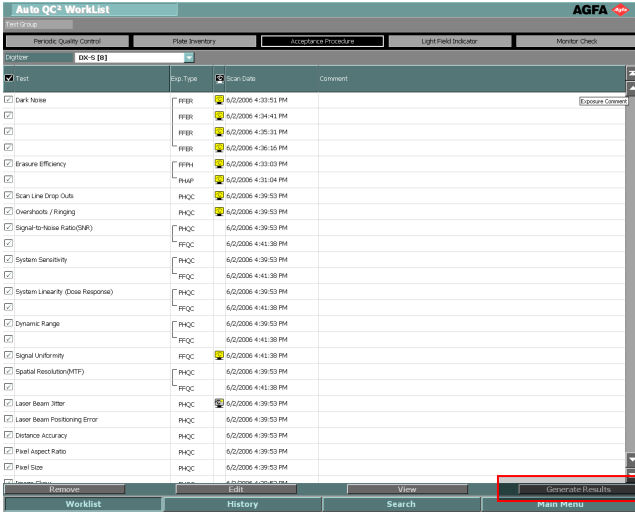 Auto QC² WorkList
AGFA
Agfa
Test Group
Periodic Quality Control Plate Inventory Acceptance Procedure Light Field Indicator Monitor Check
Digitizer DX-S [8]
Test Exp.Type Scan Date Comment
Dark Noise FFER 6/2/2006 4:33:51 PM
Exposure Comment
FFER 6/2/2006 4:34:41 PM
FFER 6/2/2006 4:35:31 PM
FFER 6/2/2006 4:36:16 PM
Erasure Efficiency FFPH 6/2/2006 4:33:03 PM
PHAP 6/2/2006 4:31:04 PM
Scan Line Drop Outs PHQC 6/2/2006 4:39:53 PM
Overshoots / Ringing PHQC 6/2/2006 4:39:53 PM
Signal-to-Noise Ratio(SNR) PHQC 6/2/2006 4:39:53 PM
FFQC 6/2/2006 4:41:38 PM
System Sensitivity PHQC 6/2/2006 4:39:53 PM
FFQC 6/2/2006 4:41:38 PM
System Linearity (Dose Response) PHQC 6/2/2006 4:39:53 PM
FFQC 6/2/2006 4:41:38 PM
Dynamic Range PHQC 6/2/2006 4:39:53 PM
FFQC 6/2/2006 4:41:38 PM
Signal Uniformity FFQC 6/2/2006 4:41:38 PM
Spatial Resolution(MTF) PHQC 6/2/2006 4:39:53 PM
FFQC 6/2/2006 4:41:38 PM
Laser Beam Jitter PHQC 6/2/2006 4:39:53 PM
Laser Beam Positioning Error PHQC 6/2/2006 4:39:53 PM
Distance Accuracy PHQC 6/2/2006 4:39:53 PM
Pixel Aspect Ratio PHQC 6/2/2006 4:39:53 PM
Pixel Size PHQC 6/2/2006 4:39:53 PM
Remove Edit View Generate Results
Worklist History Search Main Menu